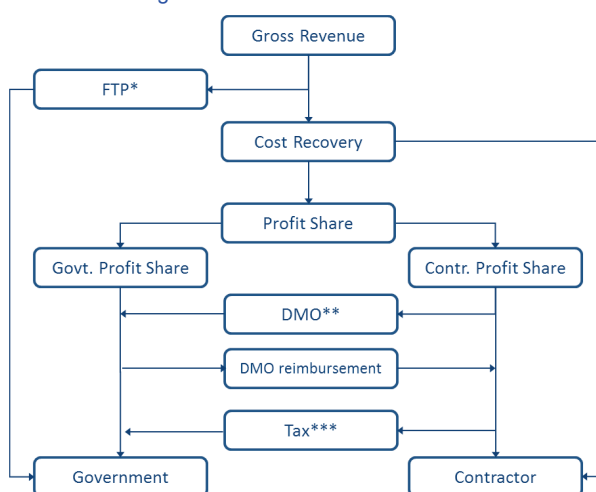 Gross Revenue
FTP*
Cost Recovery
Profit Share
Govt. Profit Share
Contr. Profit Share
DMO**
DMO reimbursement
Tax***
Government
Contractor